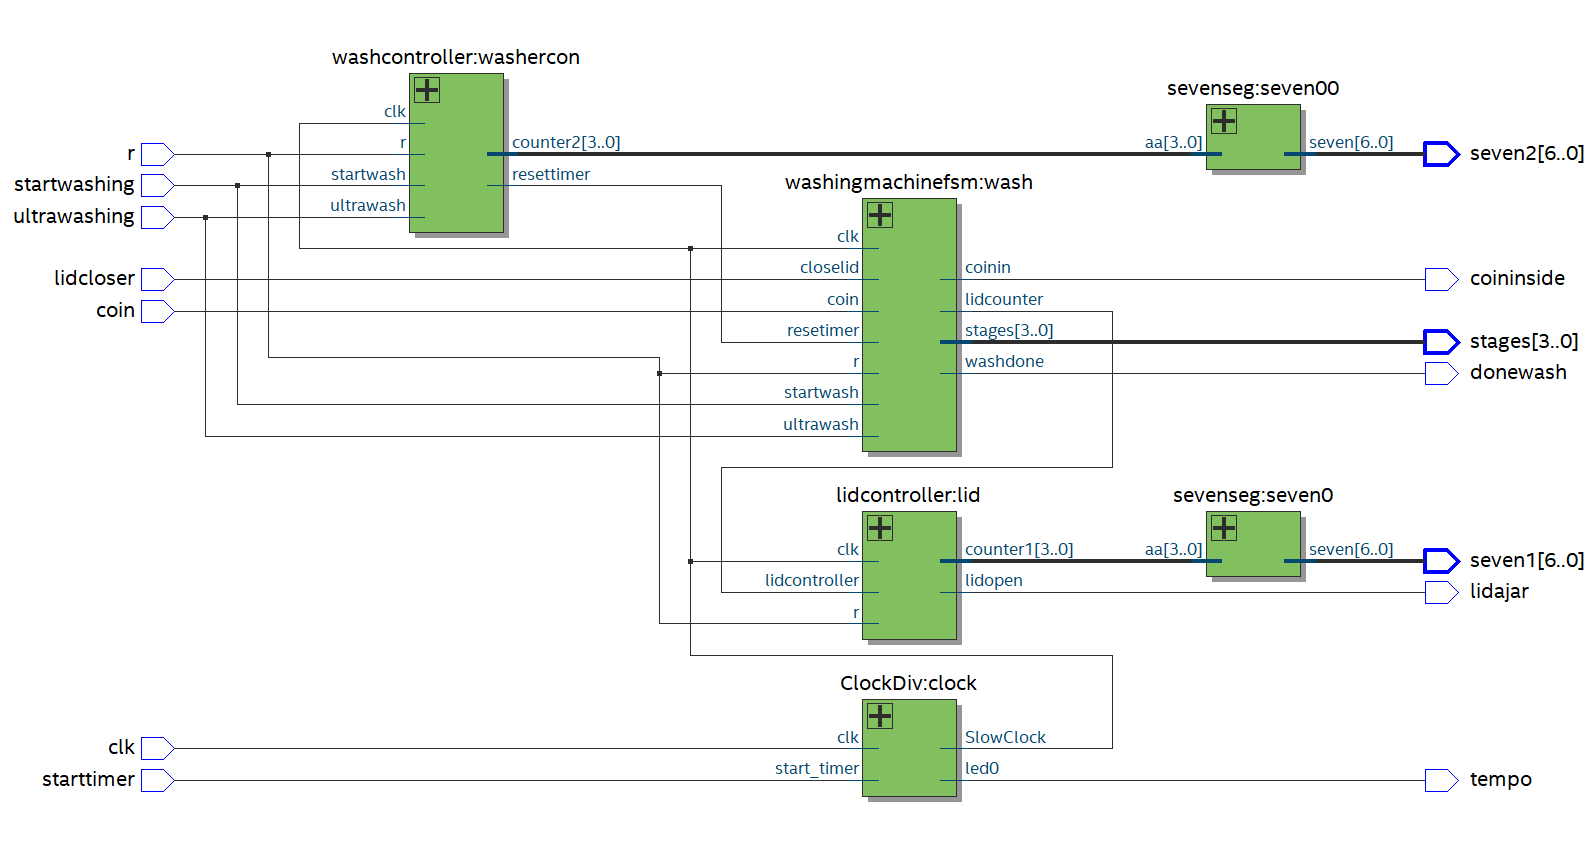 washcontroller:washercon
clk
r
startwash
ultrawash
counter2[3..0]
resettimer
r
startwashing
ultrawashing
lidcloser
coin
sevenseg:seven00
aa[3..0]
seven[6..0]
seven2[6..0]
washingmachinefsm:wash
clk
closelid
coin
resetimer
r
startwash
ultrawash
coinin
lidcounter
stages[3..0]
washdone
coininside
stages[3..0]
donewash
lidcontroller:lid
clk
lidcontroller
r
counter1[3..0]
lidopen
sevenseg:seven0
aa[3..0]
seven[6..0]
seven1[6..0]
lidajar
ClockDiv:clock
clk
start_timer
SlowClock
led0
clk
starttimer
tempo